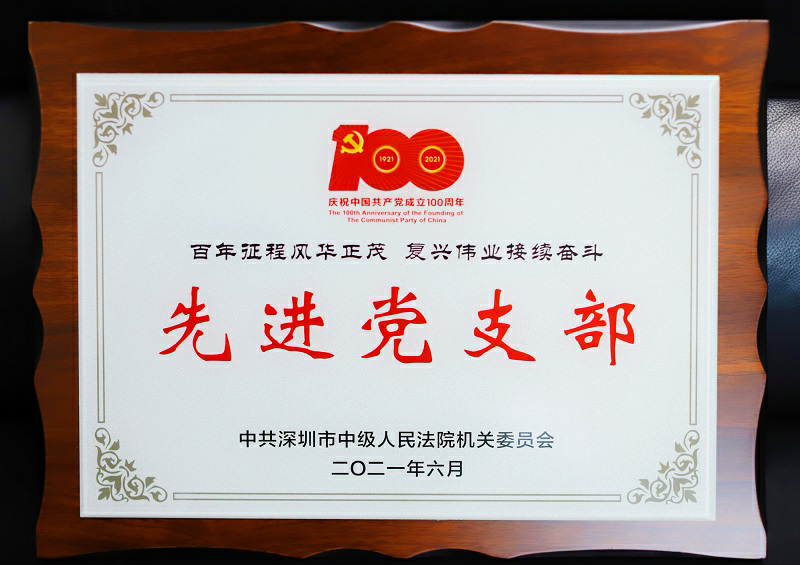 100
1921 2021
庆祝中国共产党成立100周年
The 100th Anniversary of the Founding of
The Communist Party of China
百年征程风华正茂 复兴伟业接续奋斗
先进党支部
中共深圳市中级人民法院机关委员会
二〇二一年六月